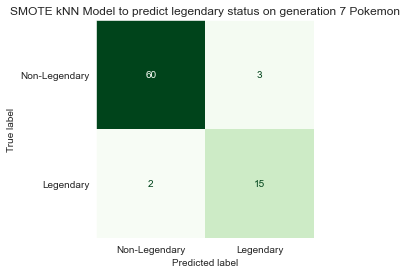 SMOTE kNN Model to predict legendary status on generation 7 Pokemon
True label
Non-Legendary
60
3
Legendary
2
15
Non-Legendary
Legendary
Predicted label